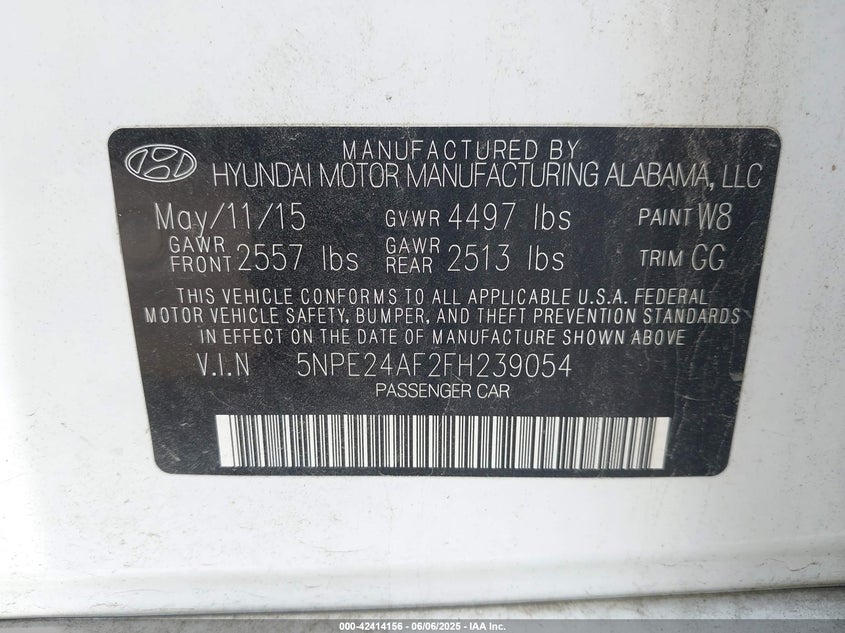 MANUFACTURED BY
HYUNDAI MOTOR MANUFACTURING ALABAMA, LLC
May/11/15 GVWR 4497 lbs PAINT W8
GAWR FRONT 2557 lbs GAWR REAR 2513 lbs TRIM GG
THIS VEHICLE CONFORMS TO ALL APPLICABLE U.S.A. FEDERAL
MOTOR VEHICLE SAFETY, BUMPER, AND THEFT PREVENTION STANDARDS
IN EFFECT ON THE DATE OF MANUFACTURE SHOWN ABOVE
V.I.N 5NPE24AF2FH239054
PASSENGER CAR
000-42414156 - 06/06/2025 - IAA Inc.